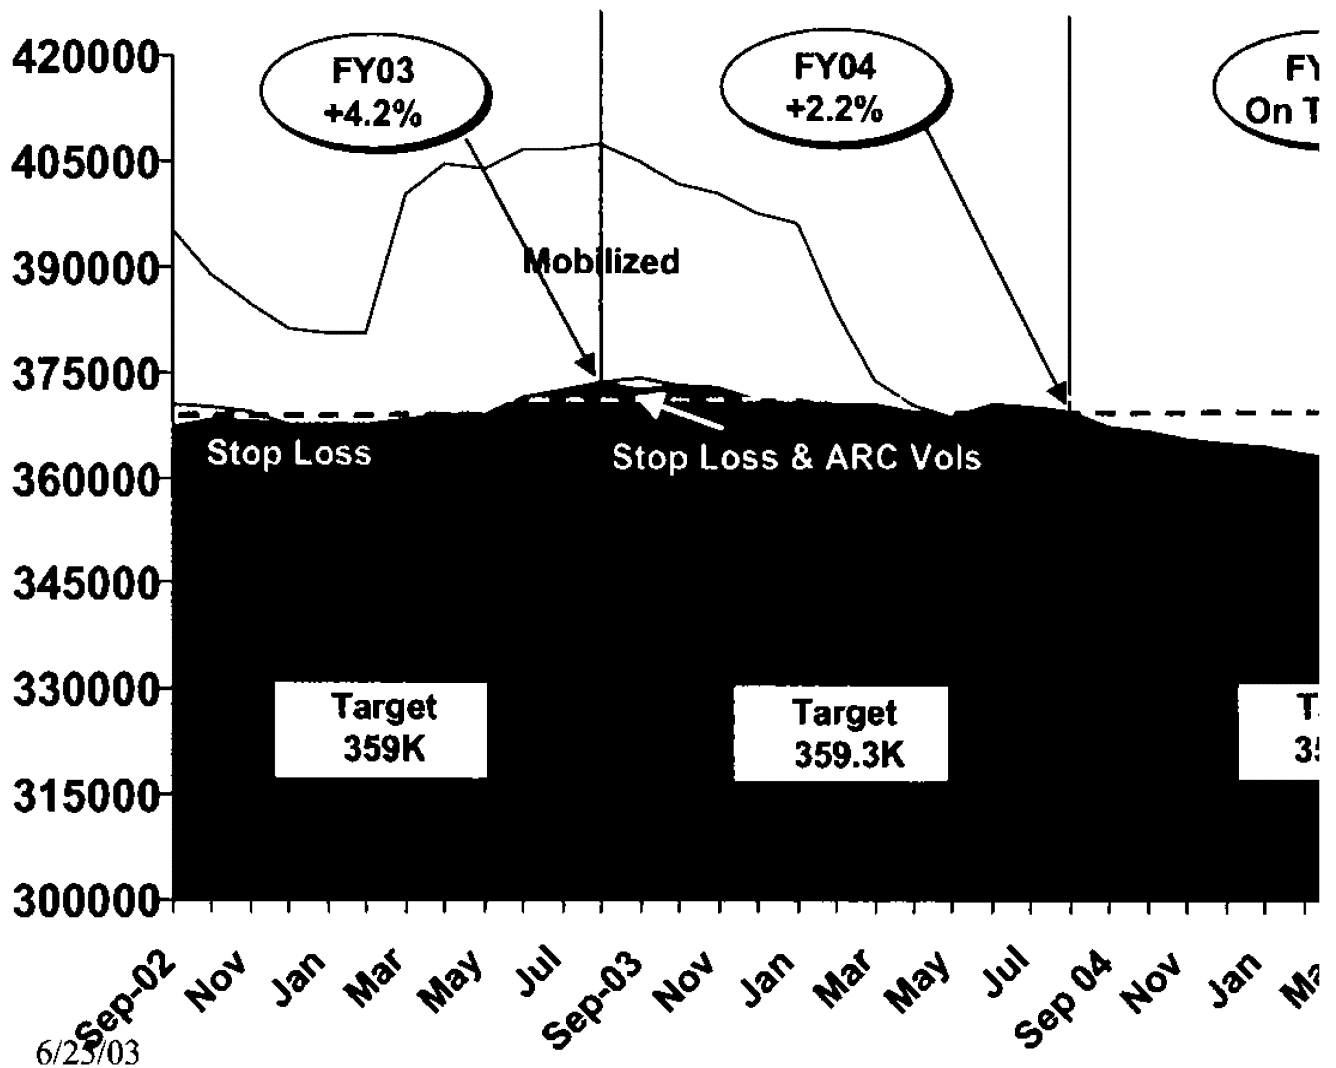 420000
405000
390000
375000
360000
345000
330000
315000
300000
FY03
+4.2%
FY04
+2.2%
FY
On T
Mobilized
Stop Loss
Stop Loss & ARC Vols
Target
359K
Target
359.3K
Sep-02
Nov
Jan
Mar
May
Jul
Sep-03
Nov
Jan
Mar
May
Jul
Sep 04
Nov
Jan
6/25/03